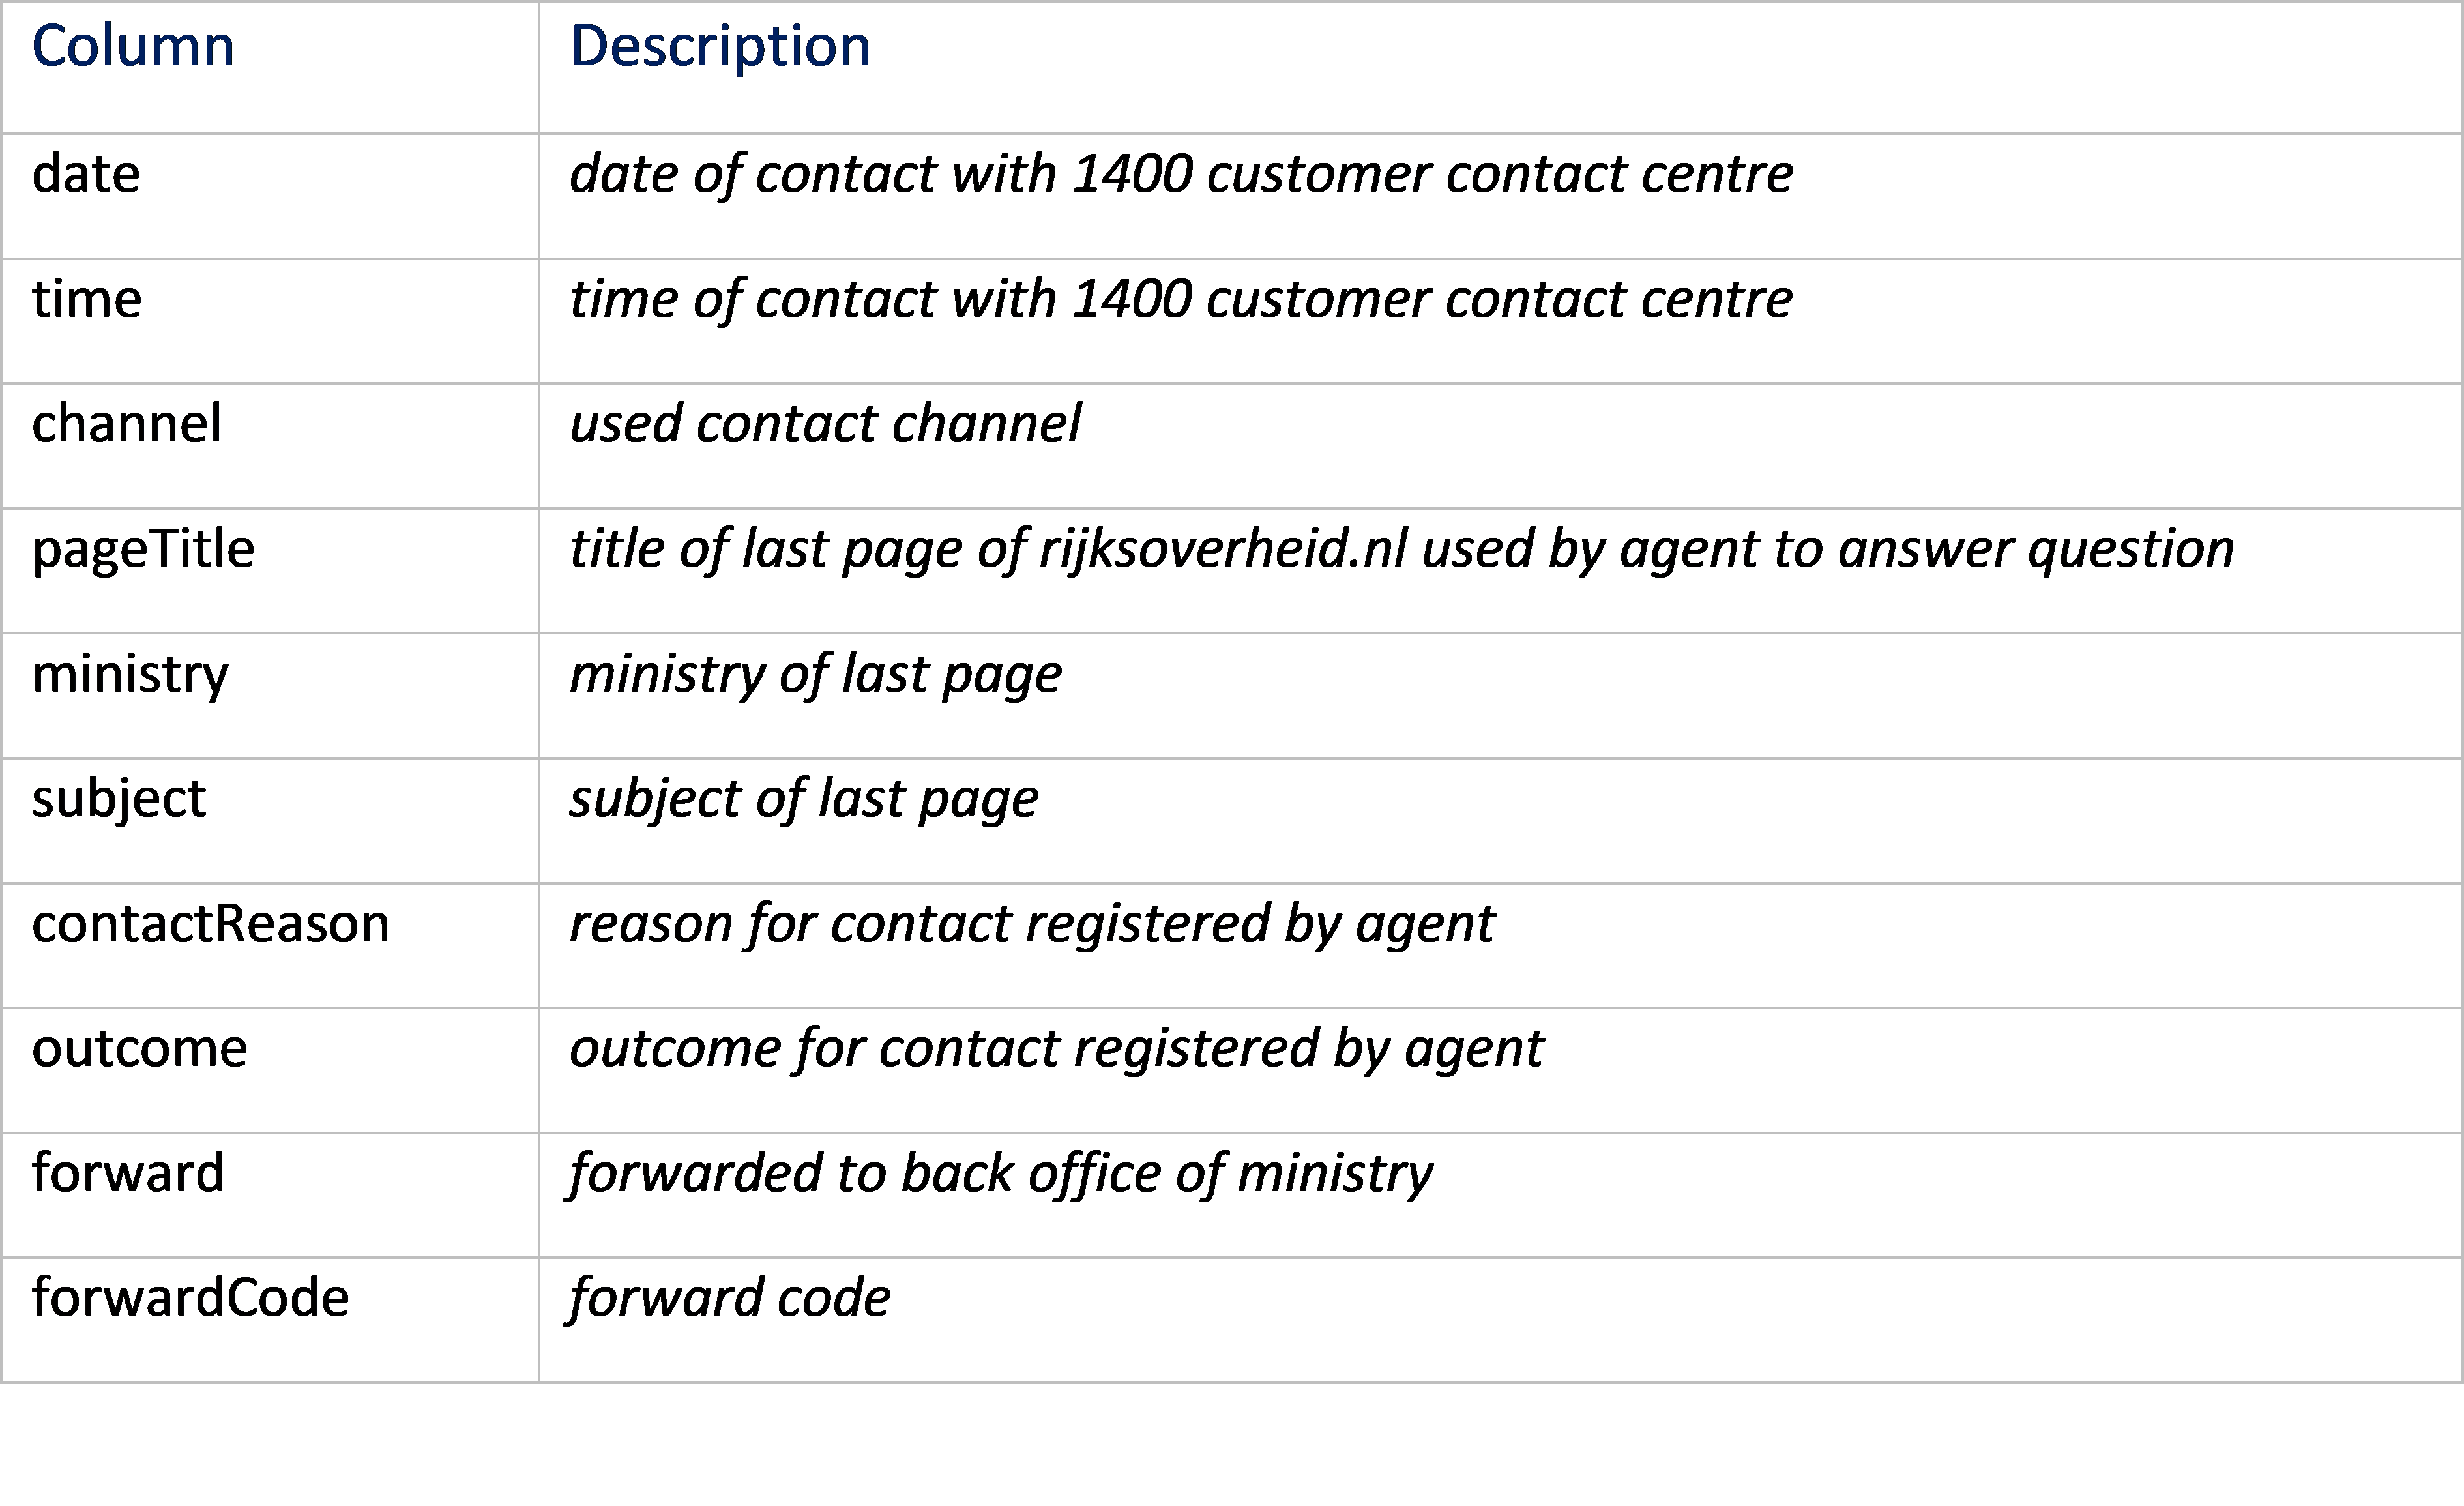 Column Description
date date of contact with 1400 customer contact centre
time time of contact with 1400 customer contact centre
channel used contact channel
pageTitle title of last page of rijksoverheid.nl used by agent to answer question
ministry ministry of last page
subject subject of last page
contactReason reason for contact registered by agent
outcome outcome for contact registered by agent
forward forwarded to back office of ministry
forwardCode forward code